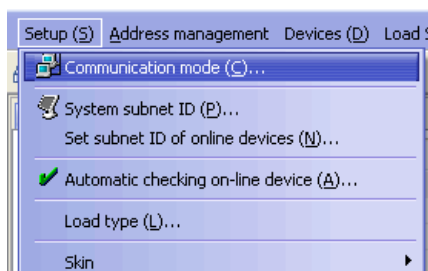 Setup (S) Address management Devices (D) Load
Communication mode (C)...
System subnet ID (P)...
Set subnet ID of online devices (N)...
Automatic checking on-line device (A)...
Load type (L)...
Skin